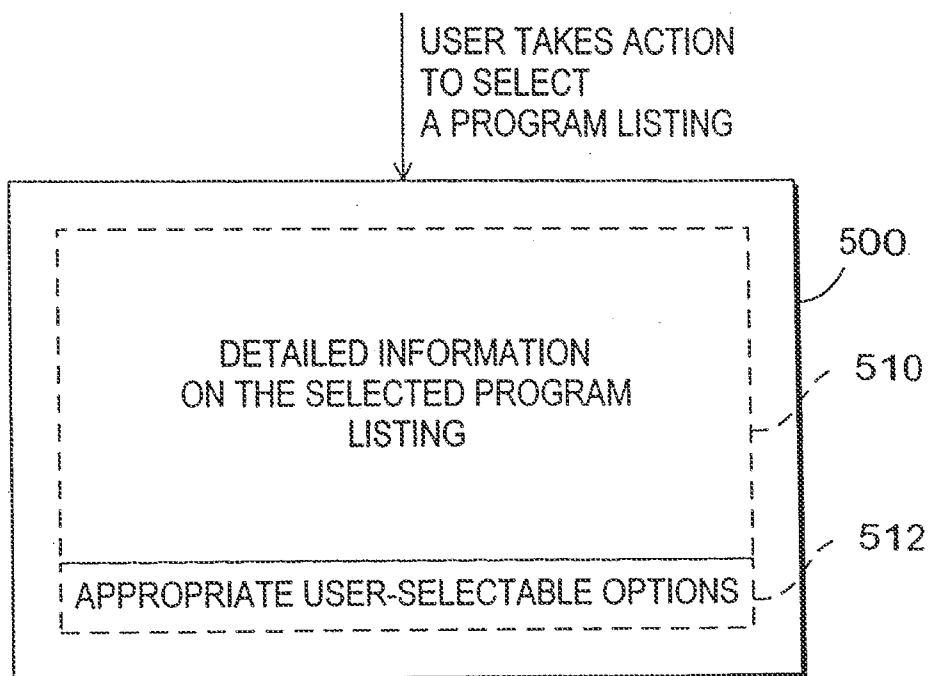 USER TAKES ACTION
TO SELECT
A PROGRAM LISTING
500
DETAILED INFORMATION
ON THE SELECTED PROGRAM
LISTING
510
512
APPROPRIATE USER-SELECTABLE OPTIONS